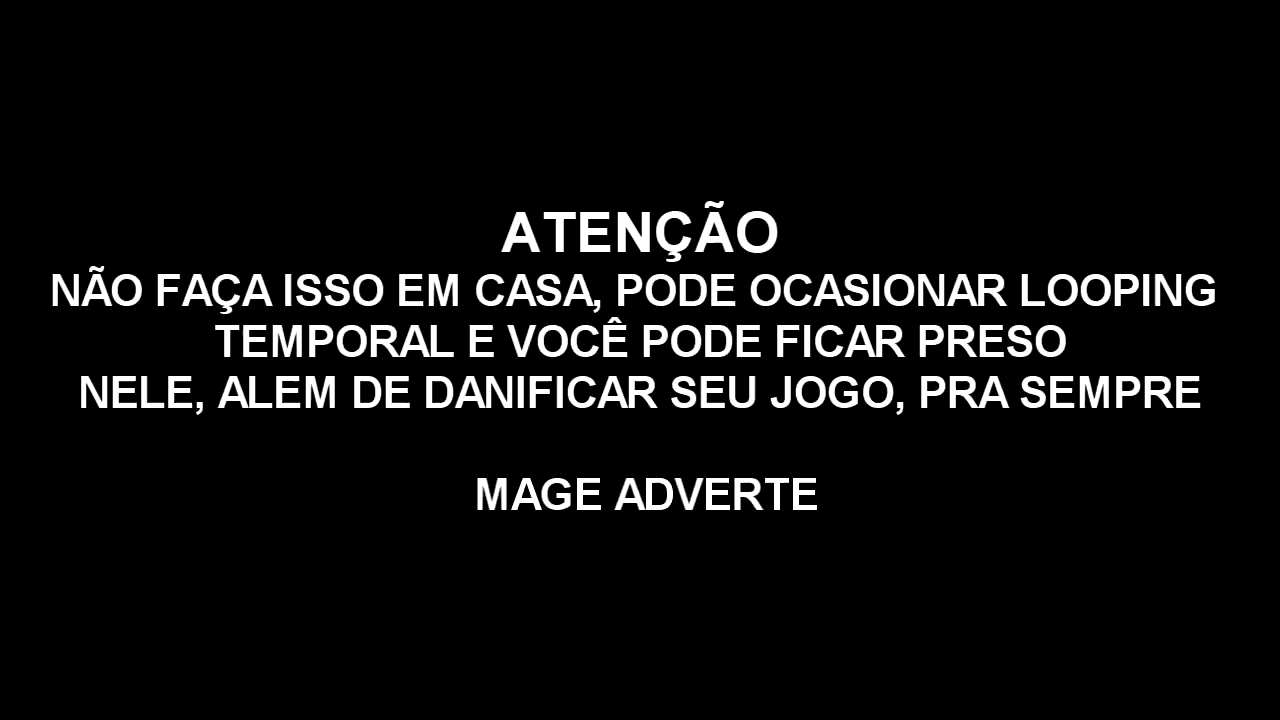 ATENÇÃO
NÃO FAÇA ISSO EM CASA, PODE OCASIONAR LOOPING
TEMPORAL E VOCÊ PODE FICAR PRESO
NELE, ALEM DE DANIFICAR SEU JOGO, PRA SEMPRE
MAGE ADVERTE